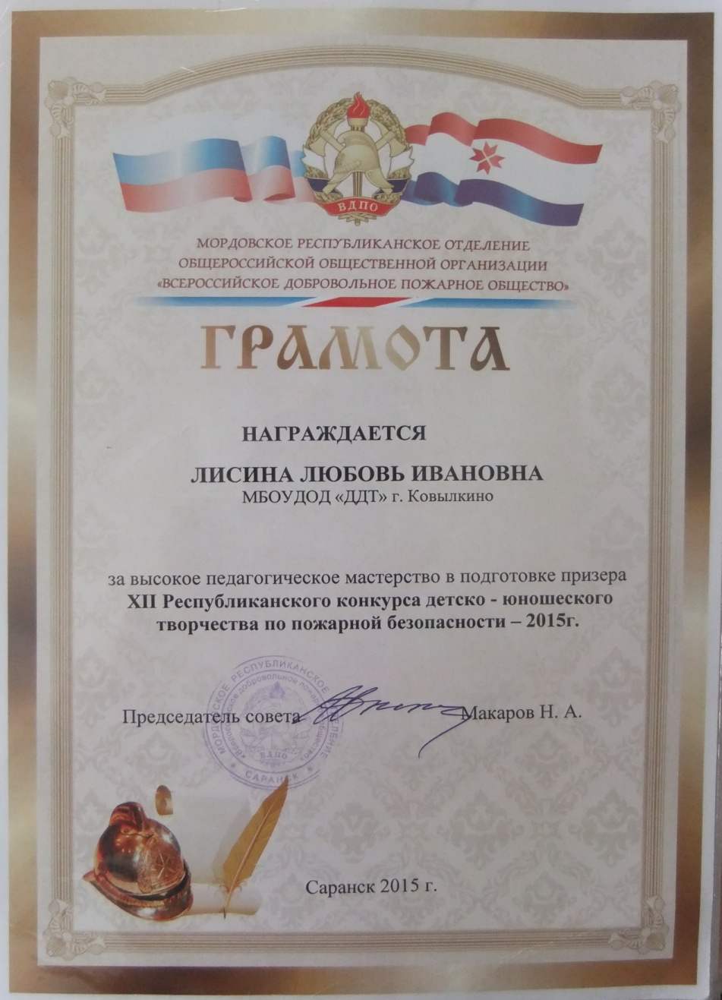 ВДПО
МОРДОВСКОЕ РЕСПУБЛИКАНСКОЕ ОТДЕЛЕНИЕ
ОБЩЕРОССИЙСКОЙ ОБЩЕСТВЕННОЙ ОРГАНИЗАЦИИ
«ВСЕРОССИЙСКОЕ ДОБРОВОЛЬНОЕ ПОЖАРНОЕ ОБЩЕСТВО»
ГРАМОТА
НАГРАЖДАЕТСЯ
ЛИСИНА ЛЮБОВЬ ИВАНОВНА
МБОУДОД «ДДТ» г. Ковылкино
за высокое педагогическое мастерство в подготовке призера
XII Республиканского конкурса детско - юношеского
творчества по пожарной безопасности – 2015г.
МОРДОВСКОЕ РЕСПУБЛИКАНСКОЕ ОТДЕЛЕНИЕ
Всероссийское добровольное пожарное общество
ВДПО
САРАНСК
Председатель совета Макаров Н. А.
Саранск 2015 г.